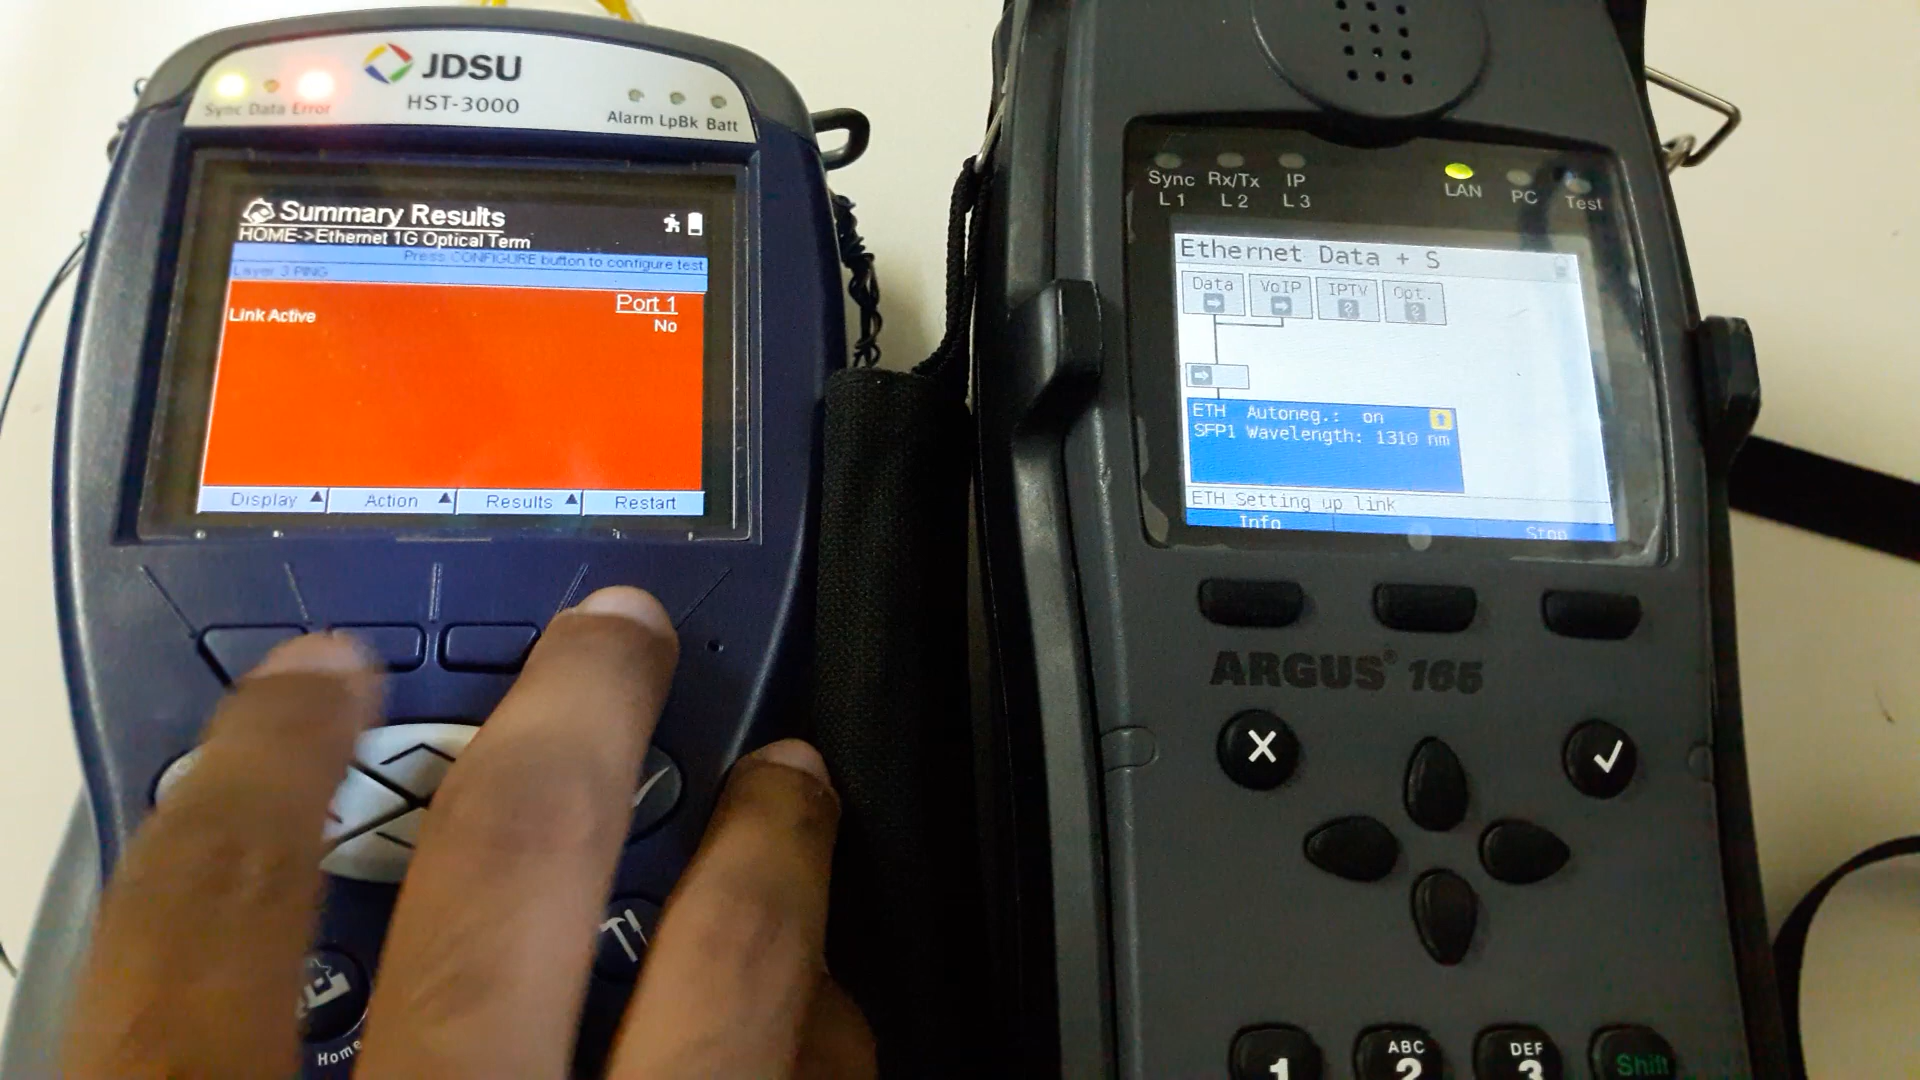 JDSU
HST-3000
Sync Data Error
Alarm LpBk Batt
Summary Results
HOME->Ethernet 1G Optical Term
Press CONFIGURE button to configure test
Layer 3 PING
Port 1
Link Active No
Display Action Results Restart
Home
Sync Rx/Tx IP LAN PC Test
L1 L2 L3
Ethernet Data + S
Data VoIP IPTV Opt.
ETH Autoneg.: on
SFP1 Wavelength: 1310 nm
ETH Setting up link
Info Stop
ARGUS® 165
X
1 ABC 2 DEF 3 Shift